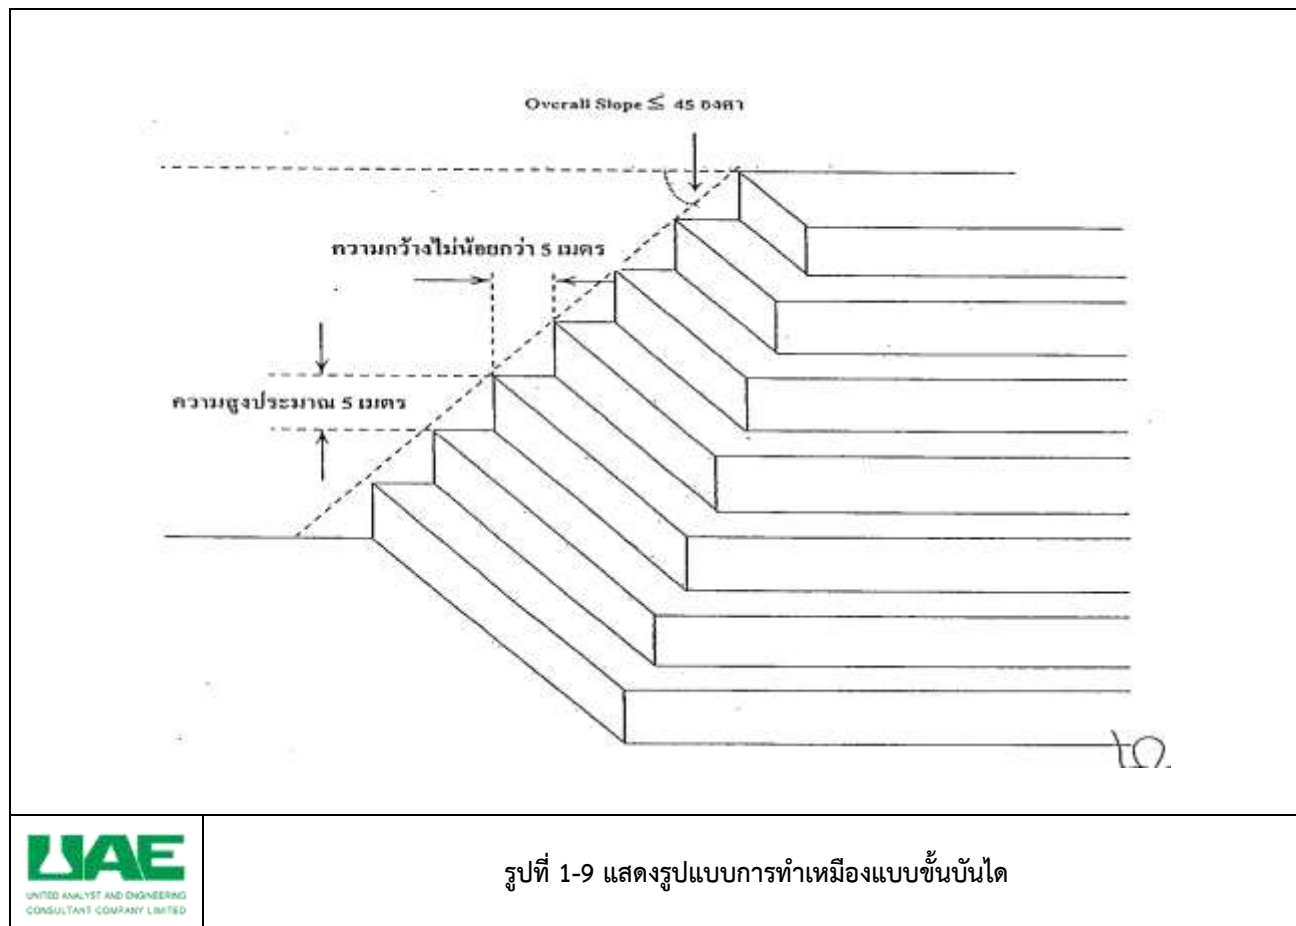 Overall Slope ≤ 45 องศา
ความกว้างไม่น้อยกว่า 5 เมตร
ความสูงประมาณ 5 เมตร
UAE
UNITED ANALYST AND ENGINEERING
CONSULTANT COMPANY LIMITED
รูปที่ 1-9 แสดงรูปแบบการทำเหมืองแบบขั้นบันได